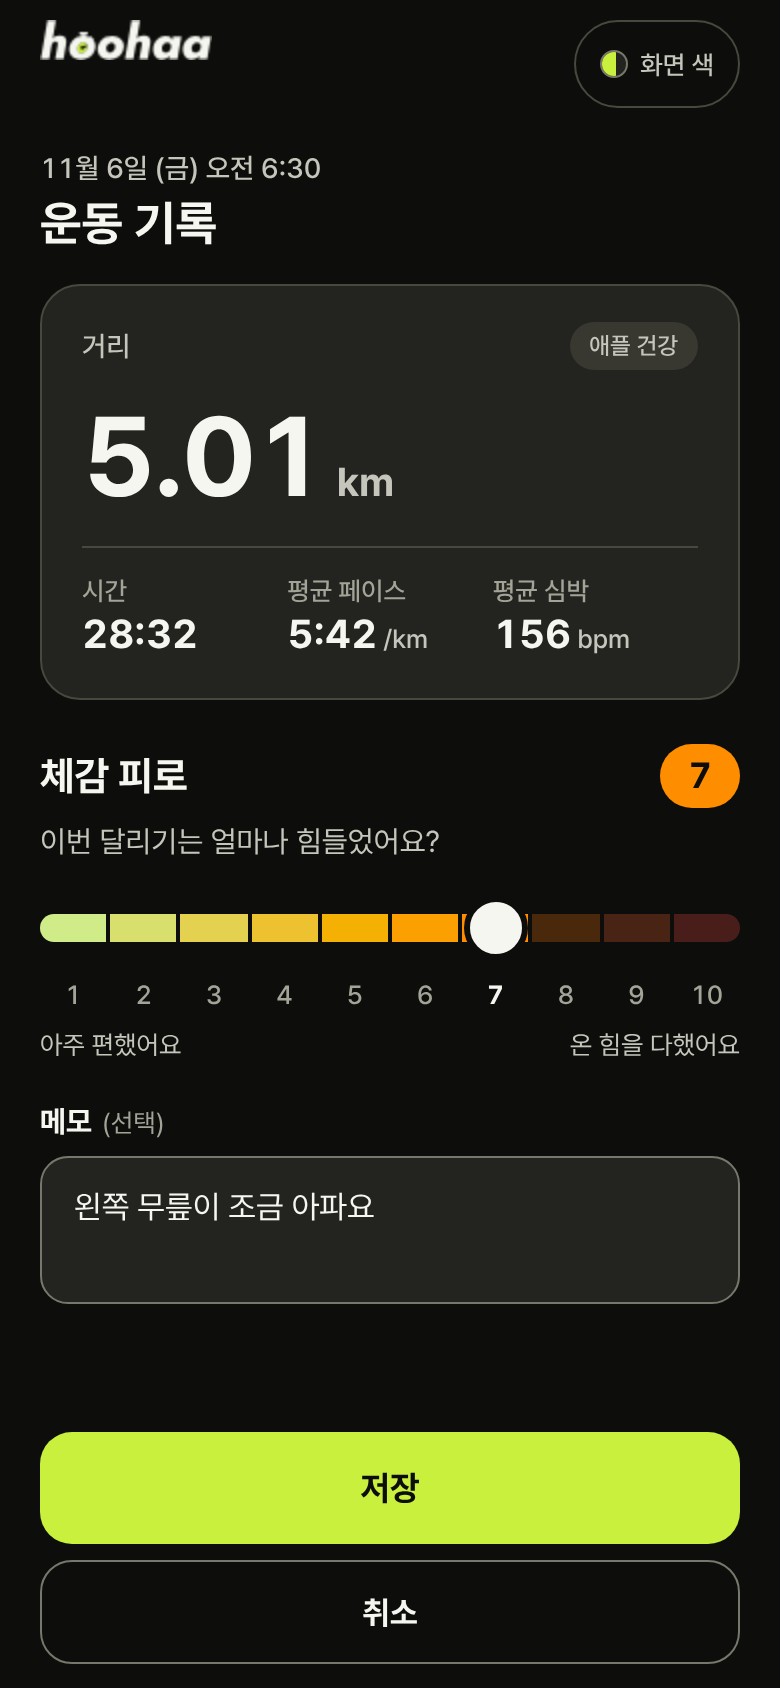 hoohaa
화면 색
11월 6일 (금) 오전 6:30
운동 기록
거리
애플 건강
5.01 km
시간 평균 페이스 평균 심박
28:32 5:42 /km 156 bpm
체감 피로
7
이번 달리기는 얼마나 힘들었어요?
1 2 3 4 5 6 7 8 9 10
아주 편했어요 온 힘을 다했어요
메모 (선택)
왼쪽 무릎이 조금 아파요
저장
취소